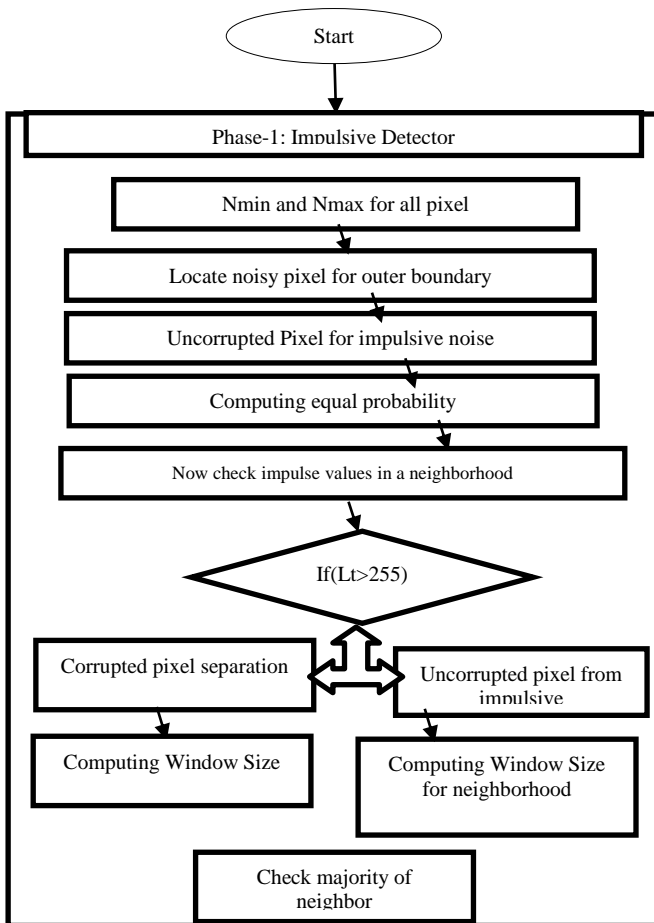 Start
Phase-1: Impulsive Detector
Nmin and Nmax for all pixel
Locate noisy pixel for outer boundary
Uncorrupted Pixel for impulsive noise
Computing equal probability
Now check impulse values in a neighborhood
If(Lt>255)
Corrupted pixel separation
Uncorrupted pixel from
impulsive
Computing Window Size
Computing Window Size
for neighborhood
Check majority of
neighbor